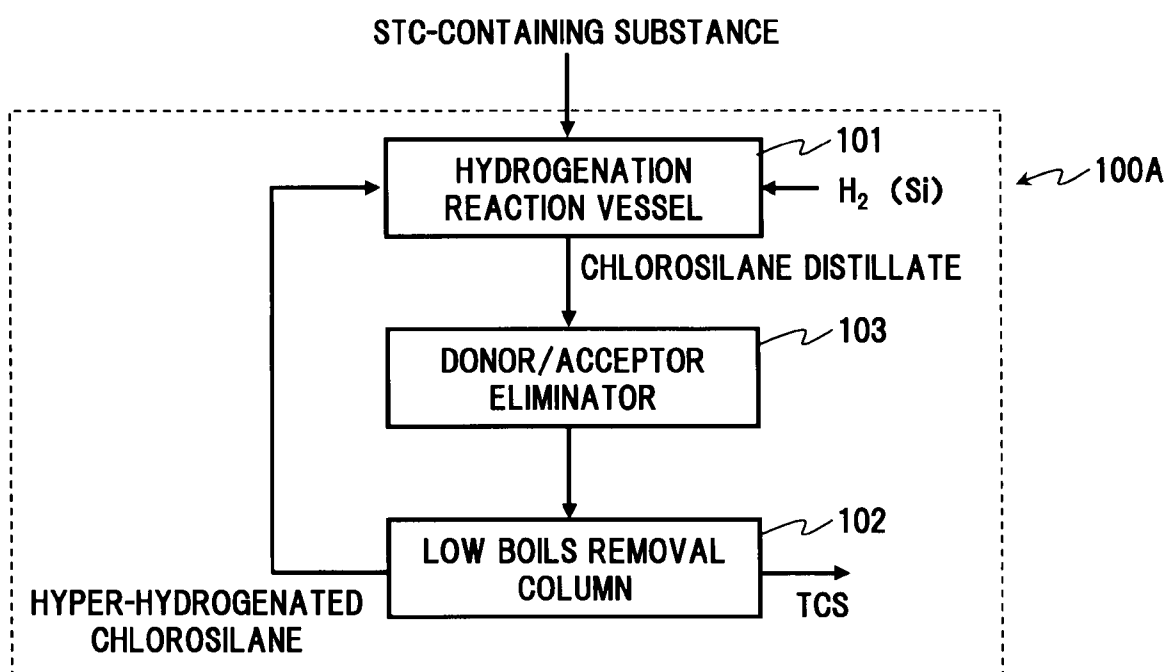 STC-CONTAINING SUBSTANCE
101
HYDROGENATION
REACTION VESSEL
H₂ (Si)
100A
CHLOROSILANE DISTILLATE
103
DONOR/ACCEPTOR
ELIMINATOR
102
LOW BOILS REMOVAL
COLUMN
TCS
HYPER-HYDROGENATED
CHLOROSILANE